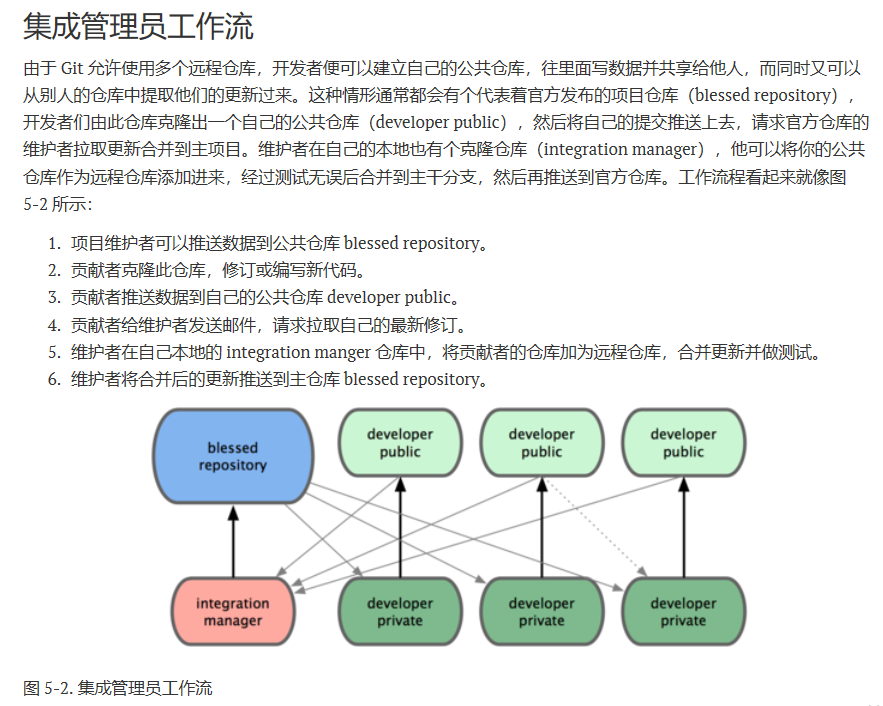 集成管理员工作流
由于 Git 允许使用多个远程仓库，开发者便可以建立自己的公共仓库，往里面写数据并共享给他人，而同时又可以
从别人的仓库中提取他们的更新过来。这种情形通常都会有个代表着官方发布的项目仓库（blessed repository），
开发者们由此仓库克隆出一个自己的公共仓库（developer public），然后将自己的提交推送上去，请求官方仓库的
维护者拉取更新合并到主项目。维护者在自己的本地也有个克隆仓库（integration manager），他可以将你的公共
仓库作为远程仓库添加进来，经过测试无误后合并到主干分支，然后再推送到官方仓库。工作流程看起来就像图
5-2 所示：
1. 项目维护者可以推送数据到公共仓库 blessed repository。
2. 贡献者克隆此仓库，修订或编写新代码。
3. 贡献者推送数据到自己的公共仓库 developer public。
4. 贡献者给维护者发送邮件，请求拉取自己的最新修订。
5. 维护者在自己本地的 integration manger 仓库中，将贡献者的仓库加为远程仓库，合并更新并做测试。
6. 维护者将合并后的更新推送到主仓库 blessed repository。
blessed
repository
developer
public
developer
public
developer
public
integration
manager
developer
private
developer
private
developer
private
图 5-2. 集成管理员工作流